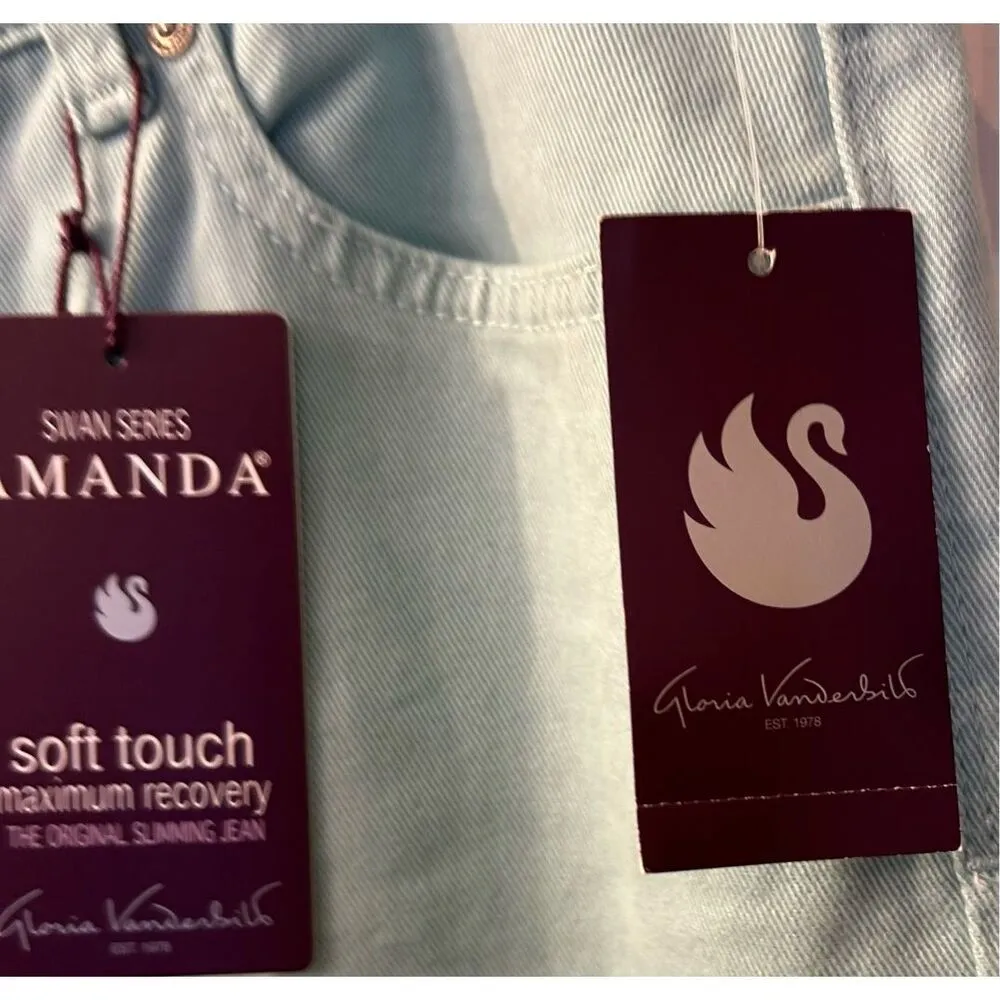 SWAN SERIES
AMANDA®
soft touch
maximum recovery
THE ORIGINAL SLIMMING JEAN
Gloria Vanderbilt
EST 1978
Gloria Vanderbilt
EST 1978